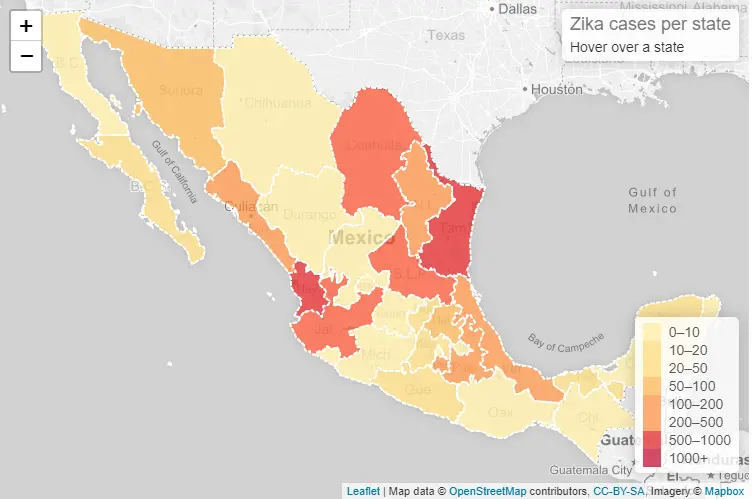 +
−
Zika cases per state
Hover over a state
Dallas
Mississippi
Alabama
Texas
Houston
B.C.
Sonora
Chihuahua
Coahuila
Gulf of California
B.C.
Culiacán
Durango
N.L.
Tam.
Gulf of
Mexico
Mexico
S.L.P.
Jal.
Mich.
Gue.
Oax.
Bay of Campeche
Guatemala City
0–10
10–20
20–50
50–100
100–200
200–500
500–1000
1000+
Leaflet | Map data © OpenStreetMap contributors, CC-BY-SA, Imagery © Mapbox